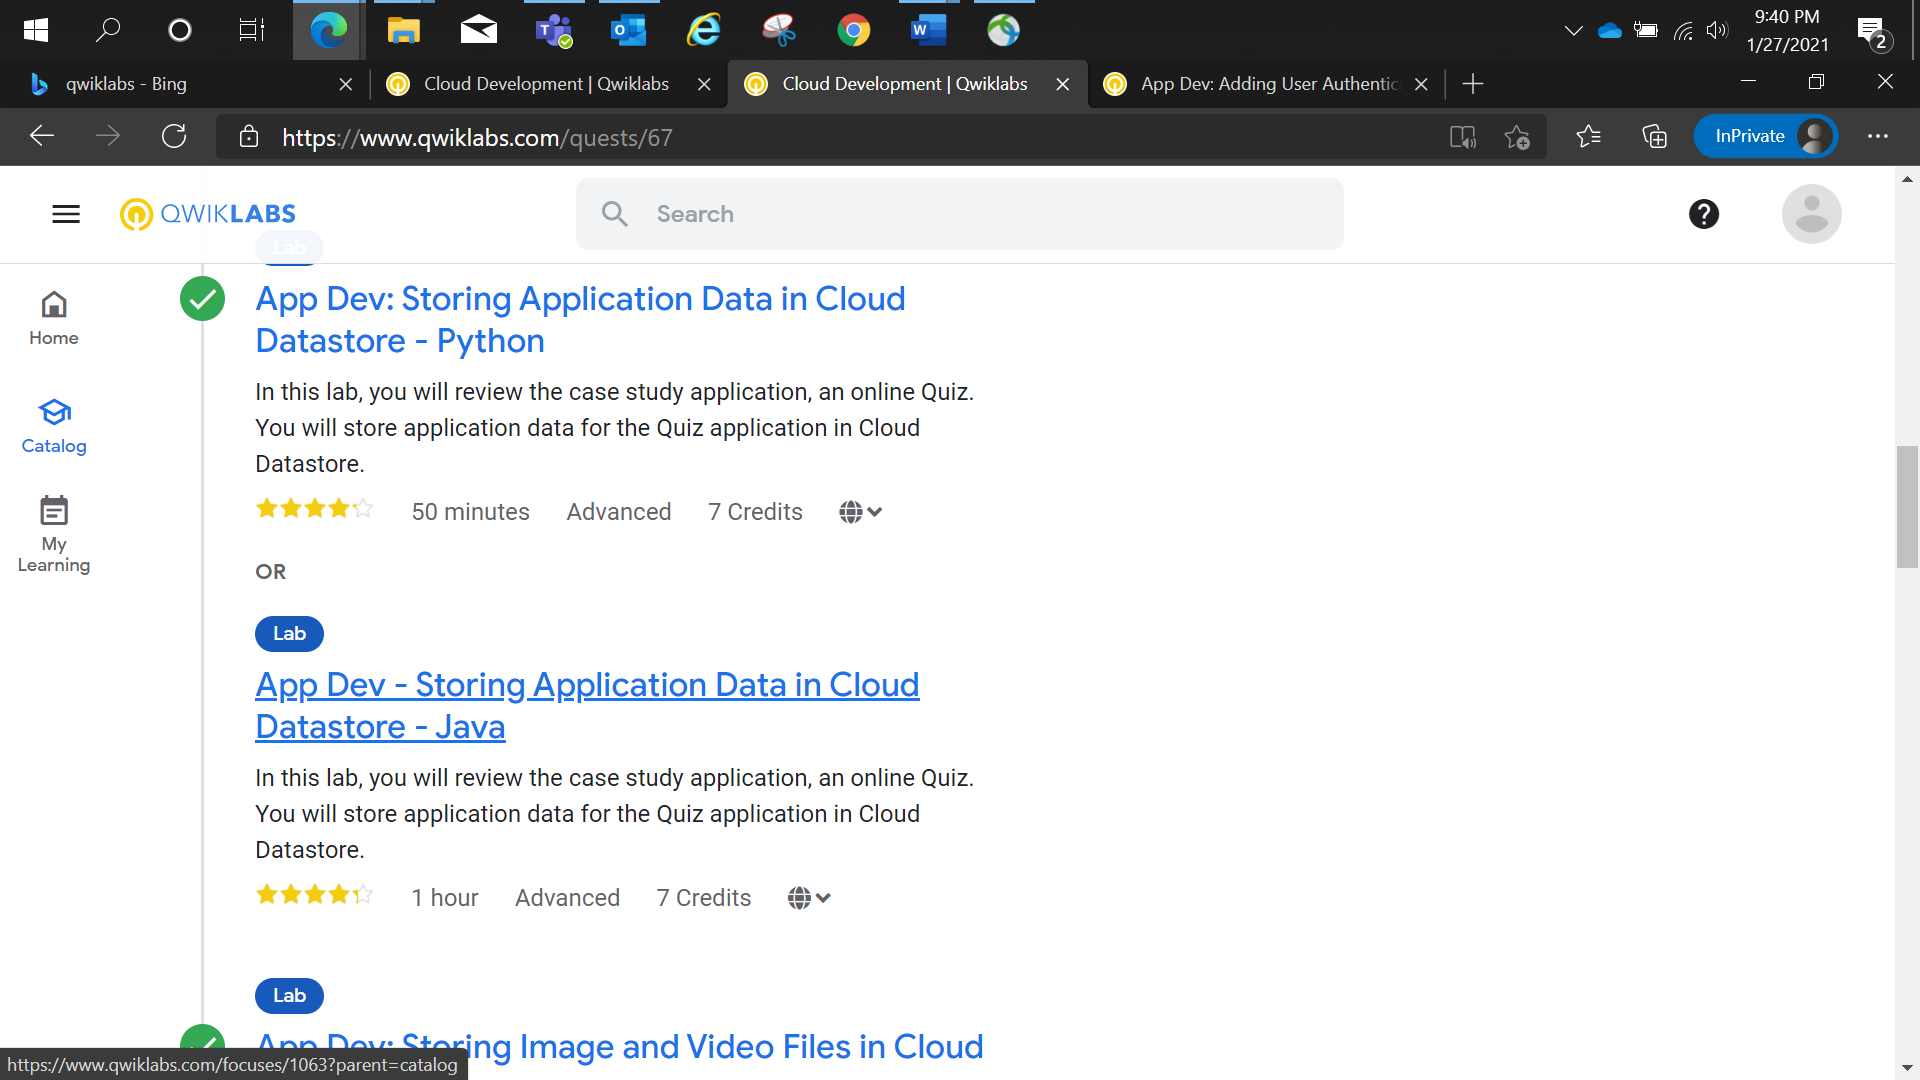 9:40 PM
1/27/2021
2
qwiklabs - Bing
Cloud Development | Qwiklabs
Cloud Development | Qwiklabs
App Dev: Adding User Authentic
https://www.qwiklabs.com/quests/67
InPrivate
QWIKLABS
Search
Lab
Home
Catalog
My
Learning
App Dev: Storing Application Data in Cloud
Datastore - Python
In this lab, you will review the case study application, an online Quiz.
You will store application data for the Quiz application in Cloud
Datastore.
50 minutes Advanced 7 Credits
OR
Lab
App Dev - Storing Application Data in Cloud
Datastore - Java
In this lab, you will review the case study application, an online Quiz.
You will store application data for the Quiz application in Cloud
Datastore.
1 hour Advanced 7 Credits
Lab
App Dev: Storing Image and Video Files in Cloud
https://www.qwiklabs.com/focuses/1063?parent=catalog